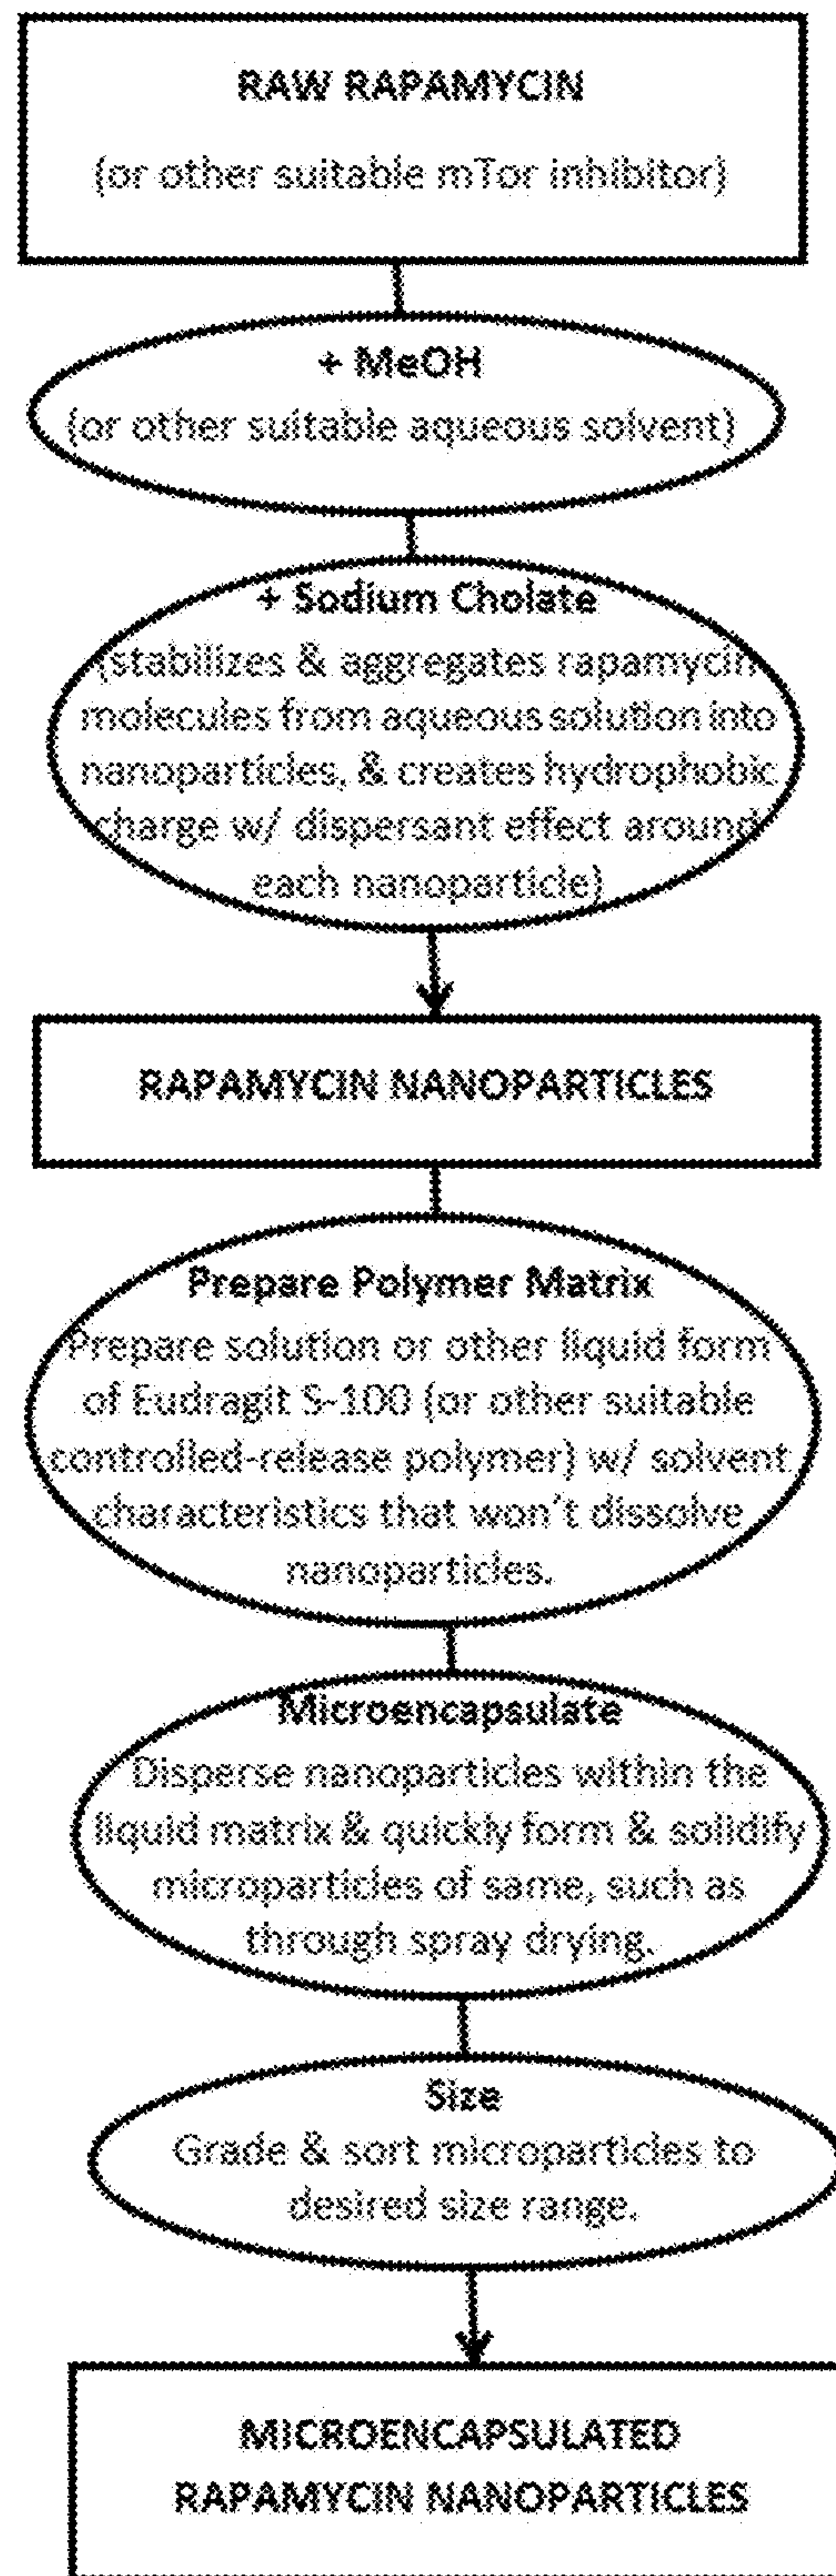 RAW RAPAMYCIN
(or other suitable mTor inhibitor)
+ MeOH
(or other suitable aqueous solvent)
+ Sodium Cholate
(stabilizes & aggregates rapamycin
molecules from aqueous solution into
nanoparticles, & creates hydrophobic
charge w/ dispersant effect around
each nanoparticle)
RAPAMYCIN NANOPARTICLES
Prepare Polymer Matrix
Prepare solution or other liquid form
of Eudragit S-100 (or other suitable
controlled-release polymer) w/ solvent
characteristics that won't dissolve
nanoparticles.
Microencapsulate
Disperse nanoparticles within the
liquid matrix & quickly form & solidify
microparticles of same, such as
through spray drying.
Size
Grade & sort microparticles to
desired size range.
MICROENCAPSULATED
RAPAMYCIN NANOPARTICLES